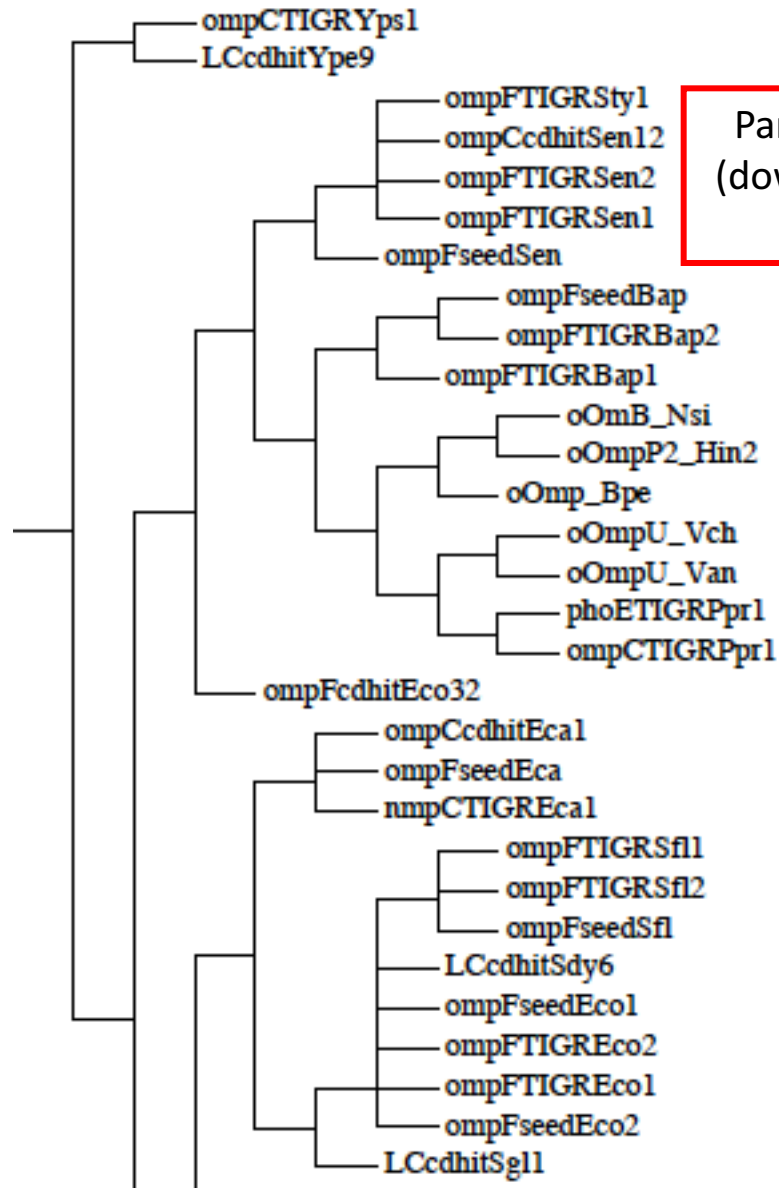 ompCTIGRYps1
LCcdhitYpe9
ompFTIGRSty1
ompCcdhitSen12
ompFTIGRSen2
ompFTIGRSen1
ompFseedSen
ompFseedBap
ompFTIGRBap2
ompFTIGRBap1
oOmB_Nsi
oOmpP2_Hin2
oOmp_Bpe
oOmpU_Vch
oOmpU_Van
phoETIGRPpr1
ompCTIGRPpr1
ompFcdhitEco32
ompCcdhitEca1
ompFseedEca
nmpCTIGREca1
ompFTIGRSfl1
ompFTIGRSfl2
ompFseedSfl
LCcdhitSdy6
ompFseedEco1
ompFTIGREco2
ompFTIGREco1
ompFseedEco2
LCcdhitSgl1